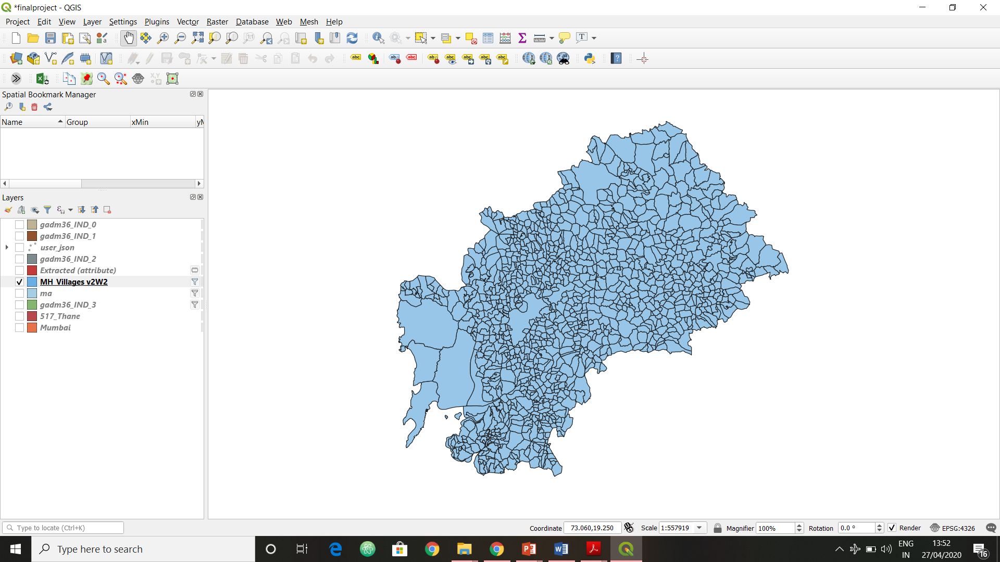 *finalproject - QGIS
Project Edit View Layer Settings Plugins Vector Raster Database Web Mesh Help
Spatial Bookmark Manager
Name Group xMin
Layers
gadm36_IND_0
gadm36_IND_1
user_json
gadm36_IND_2
Extracted (attribute)
MH_Villages v2W2
ma
gadm36_IND_3
517_Thane
Mumbai
Type to locate (Ctrl+K)
Coordinate 73.060,19.250 Scale 1:557919 Magnifier 100% Rotation 0.0 ° Render EPSG:4326
Type here to search
ENG
IN
13:52
27/04/2020
16